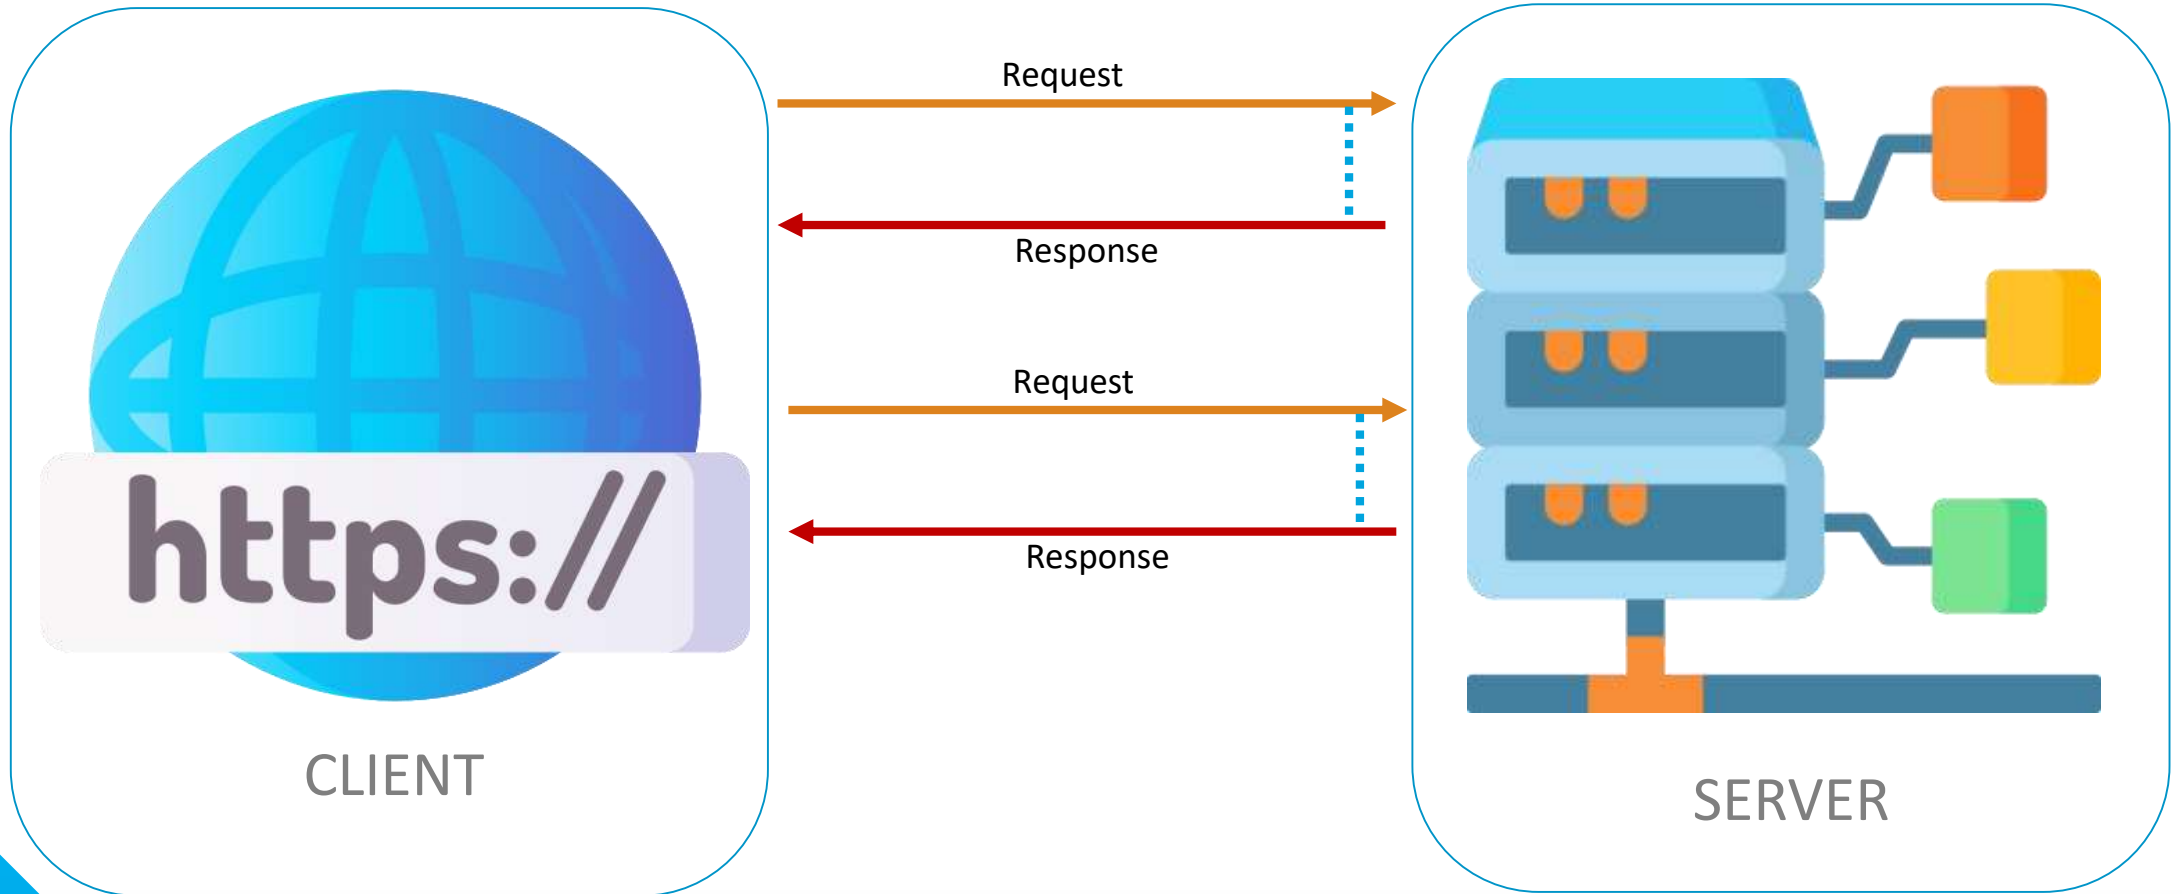 Request
Response
Request
Response
https://
CLIENT
SERVER